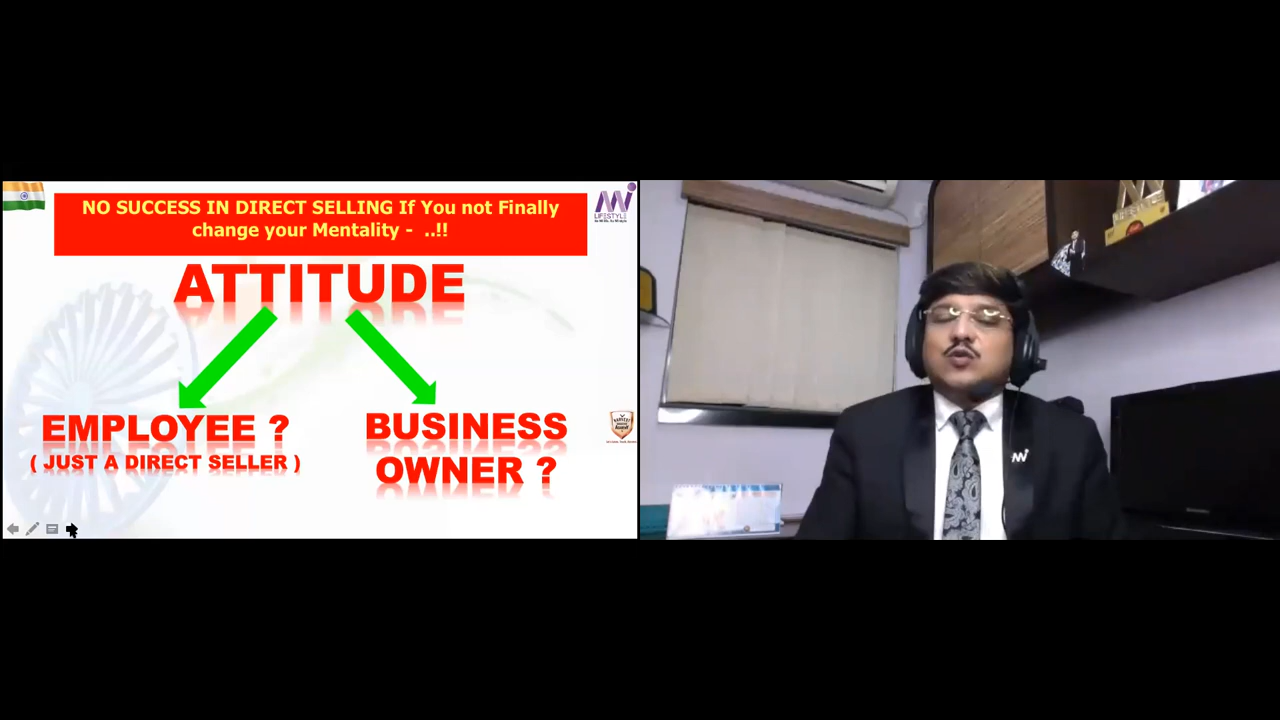 NO SUCCESS IN DIRECT SELLING If You not Finally
change your Mentality -  ..!!
LIFESTYLE
ATTITUDE
EMPLOYEE ?
( JUST A DIRECT SELLER )
BUSINESS
OWNER ?